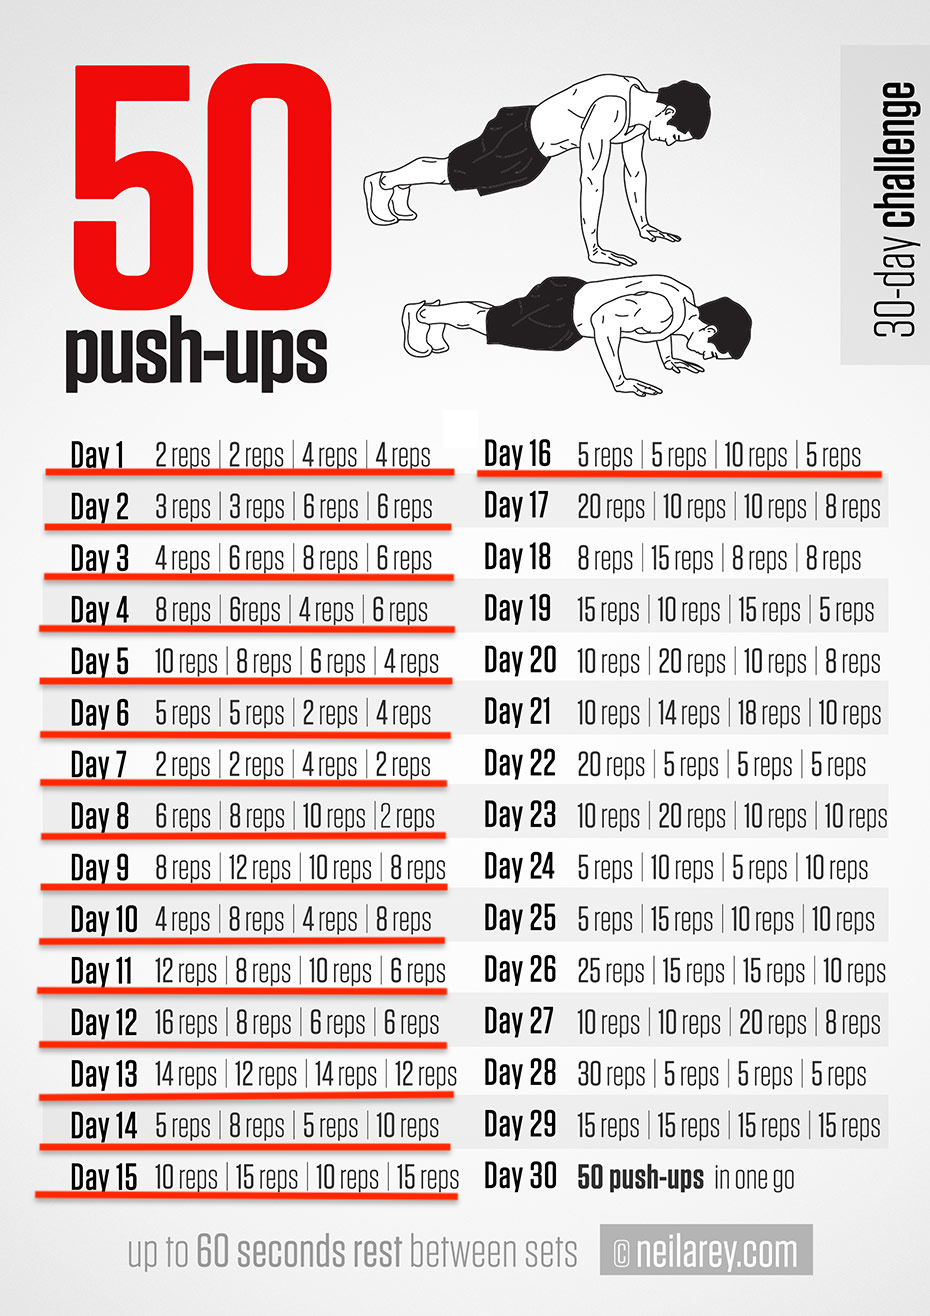 50
push-ups
30-day challenge
Day 1 2 reps | 2 reps | 4 reps | 4 reps
Day 2 3 reps | 3 reps | 6 reps | 6 reps
Day 3 4 reps | 6 reps | 8 reps | 6 reps
Day 4 8 reps | 6reps | 4 reps | 6 reps
Day 5 10 reps | 8 reps | 6 reps | 4 reps
Day 6 5 reps | 5 reps | 2 reps | 4 reps
Day 7 2 reps | 2 reps | 4 reps | 2 reps
Day 8 6 reps | 8 reps | 10 reps | 2 reps
Day 9 8 reps | 12 reps | 10 reps | 8 reps
Day 10 4 reps | 8 reps | 4 reps | 8 reps
Day 11 12 reps | 8 reps | 10 reps | 6 reps
Day 12 16 reps | 8 reps | 6 reps | 6 reps
Day 13 14 reps | 12 reps | 14 reps | 12 reps
Day 14 5 reps | 8 reps | 5 reps | 10 reps
Day 15 10 reps | 15 reps | 10 reps | 15 reps
Day 16 5 reps | 5 reps | 10 reps | 5 reps
Day 17 20 reps | 10 reps | 10 reps | 8 reps
Day 18 8 reps | 15 reps | 8 reps | 8 reps
Day 19 15 reps | 10 reps | 15 reps | 5 reps
Day 20 10 reps | 20 reps | 10 reps | 8 reps
Day 21 10 reps | 14 reps | 18 reps | 10 reps
Day 22 20 reps | 5 reps | 5 reps | 5 reps
Day 23 10 reps | 20 reps | 10 reps | 10 reps
Day 24 5 reps | 10 reps | 5 reps | 10 reps
Day 25 5 reps | 15 reps | 10 reps | 10 reps
Day 26 25 reps | 15 reps | 15 reps | 10 reps
Day 27 10 reps | 10 reps | 20 reps | 8 reps
Day 28 30 reps | 5 reps | 5 reps | 5 reps
Day 29 15 reps | 15 reps | 15 reps | 15 reps
Day 30 50 push-ups in one go
up to 60 seconds rest between sets
© neilarey.com